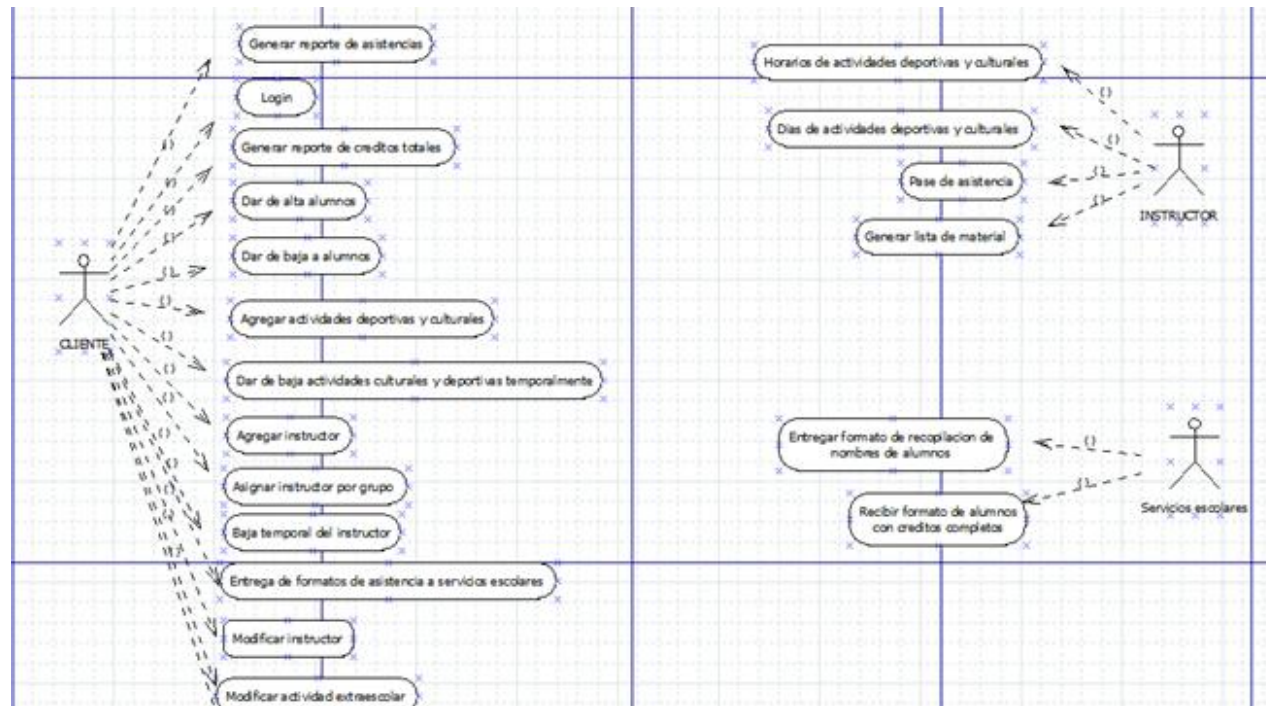 Generar reporte de asistencias
Login
Generar reporte de creditos totales
Dar de alta alumnos
Dar de baja a alumnos
Agregar actividades deportivas y culturales
Dar de baja actividades culturales y deportivas temporalmente
Agregar instructor
Asignar instructor por grupo
Baja temporal del instructor
Entrega de formatos de asistencia a servicios escolares
Modificar instructor
Modificar actividad extraescolar
CLIENTE
Horarios de actividades deportivas y culturales
Dias de actividades deportivas y culturales
Pase de asistencia
Generar lista de material
INSTRUCTOR
Entregar formato de recopilacion de
nombres de alumnos
Recibir formato de alumnos
con creditos completos
Servicios escolares